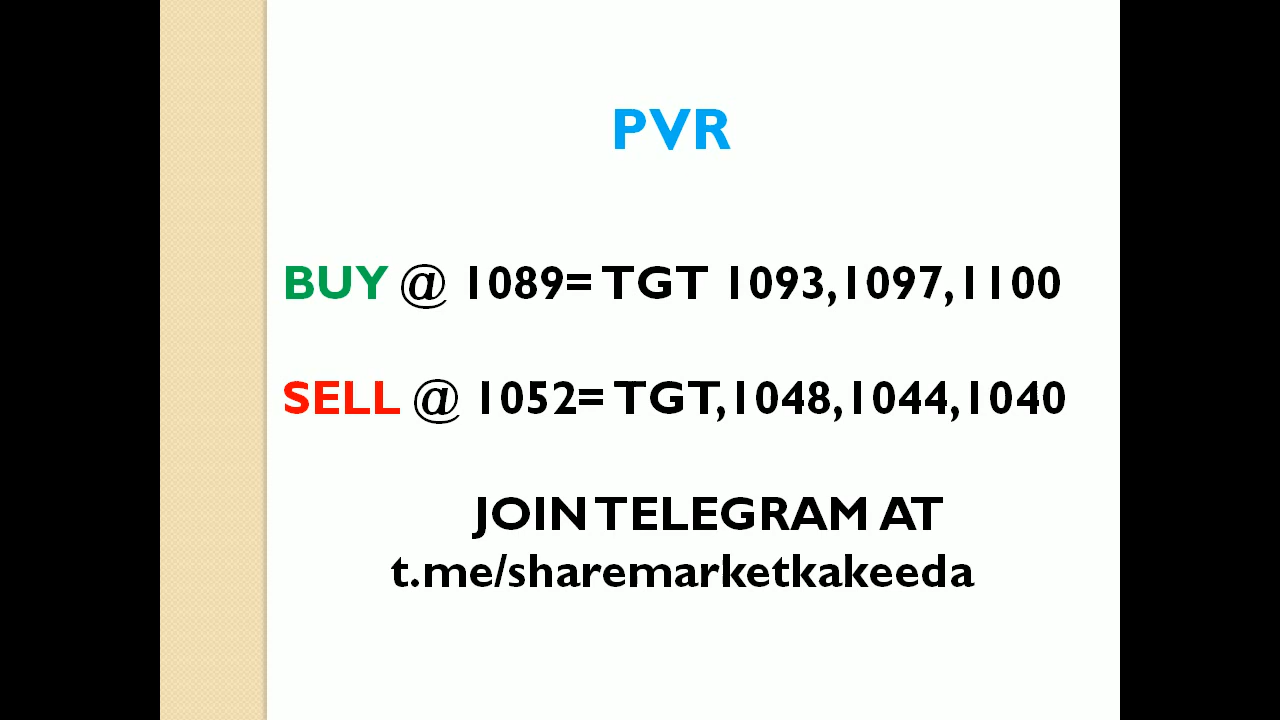 PVR
BUY @ 1089= TGT 1093,1097,1100
SELL @ 1052= TGT,1048,1044,1040
JOIN TELEGRAM AT
t.me/sharemarketkakeeda